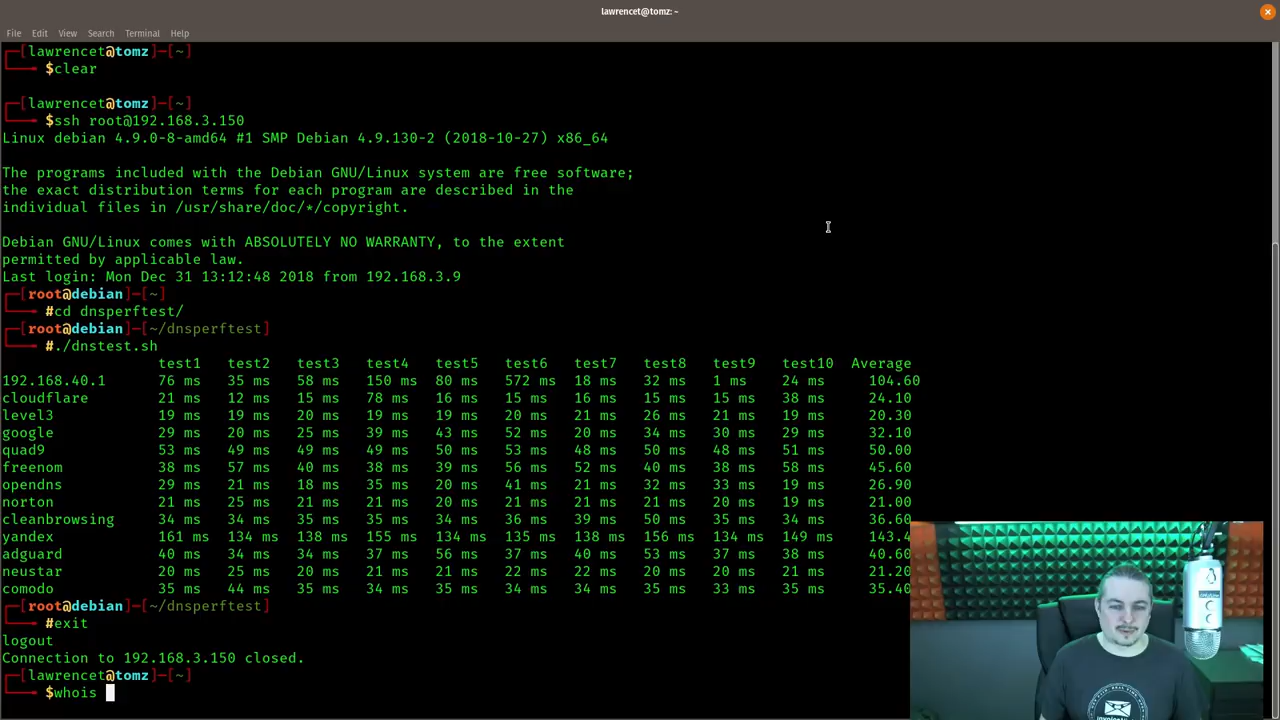 lawrencet@tomz: ~
File Edit View Search Terminal Help
┌─[lawrencet@tomz]─[~]
└──╼ $clear
┌─[lawrencet@tomz]─[~]
└──╼ $ssh root@192.168.3.150
Linux debian 4.9.0-8-amd64 #1 SMP Debian 4.9.130-2 (2018-10-27) x86_64
The programs included with the Debian GNU/Linux system are free software;
the exact distribution terms for each program are described in the
individual files in /usr/share/doc/*/copyright.
Debian GNU/Linux comes with ABSOLUTELY NO WARRANTY, to the extent
permitted by applicable law.
Last login: Mon Dec 31 13:12:48 2018 from 192.168.3.9
┌─[root@debian]─[~]
└──╼ #cd dnsperftest/
┌─[root@debian]─[~/dnsperftest]
└──╼ #./dnstest.sh
test1 test2 test3 test4 test5 test6 test7 test8 test9 test10 Average
192.168.40.1 76 ms 35 ms 58 ms 150 ms 80 ms 572 ms 18 ms 32 ms 1 ms 24 ms 104.60
cloudflare 21 ms 12 ms 15 ms 78 ms 16 ms 15 ms 16 ms 15 ms 15 ms 38 ms 24.10
level3 19 ms 19 ms 20 ms 19 ms 19 ms 20 ms 21 ms 26 ms 21 ms 19 ms 20.30
google 29 ms 20 ms 25 ms 39 ms 43 ms 52 ms 20 ms 34 ms 30 ms 29 ms 32.10
quad9 53 ms 49 ms 49 ms 49 ms 50 ms 53 ms 48 ms 50 ms 48 ms 51 ms 50.00
freenom 38 ms 57 ms 40 ms 38 ms 39 ms 56 ms 52 ms 40 ms 38 ms 58 ms 45.60
opendns 29 ms 21 ms 18 ms 35 ms 20 ms 41 ms 21 ms 32 ms 33 ms 19 ms 26.90
norton 21 ms 25 ms 21 ms 21 ms 20 ms 21 ms 21 ms 21 ms 20 ms 19 ms 21.00
cleanbrowsing 34 ms 34 ms 35 ms 35 ms 34 ms 36 ms 39 ms 50 ms 35 ms 34 ms 36.60
yandex 161 ms 134 ms 138 ms 155 ms 134 ms 135 ms 138 ms 156 ms 134 ms 149 ms 143.4
adguard 40 ms 34 ms 34 ms 37 ms 56 ms 37 ms 40 ms 53 ms 37 ms 38 ms 40.60
neustar 20 ms 25 ms 20 ms 21 ms 21 ms 22 ms 22 ms 20 ms 20 ms 21 ms 21.20
comodo 35 ms 44 ms 35 ms 34 ms 35 ms 34 ms 34 ms 35 ms 33 ms 35 ms 35.40
┌─[root@debian]─[~/dnsperftest]
└──╼ #exit
logout
Connection to 192.168.3.150 closed.
┌─[lawrencet@tomz]─[~]
└──╼ $whois